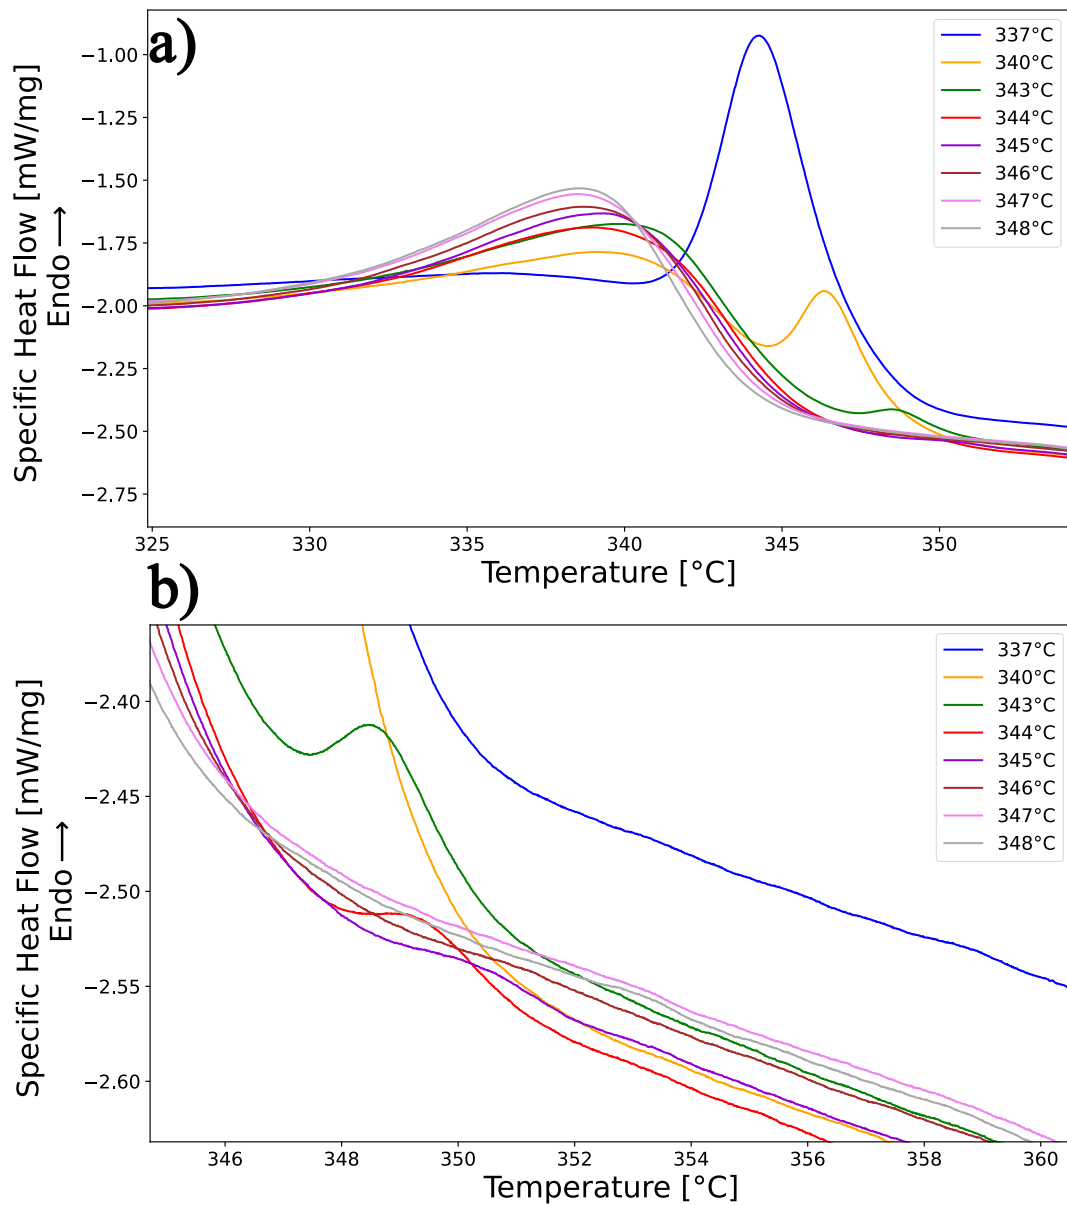 a)
337°C
340°C
343°C
344°C
345°C
346°C
347°C
348°C
−1.00
−1.25
−1.50
−1.75
−2.00
−2.25
−2.50
−2.75
Specific Heat Flow [mW/mg]
Endo ⟶
325 330 335 340 345 350
Temperature [°C]
b)
337°C
340°C
343°C
344°C
345°C
346°C
347°C
348°C
−2.40
−2.45
−2.50
−2.55
−2.60
Specific Heat Flow [mW/mg]
Endo ⟶
346 348 350 352 354 356 358 360
Temperature [°C]